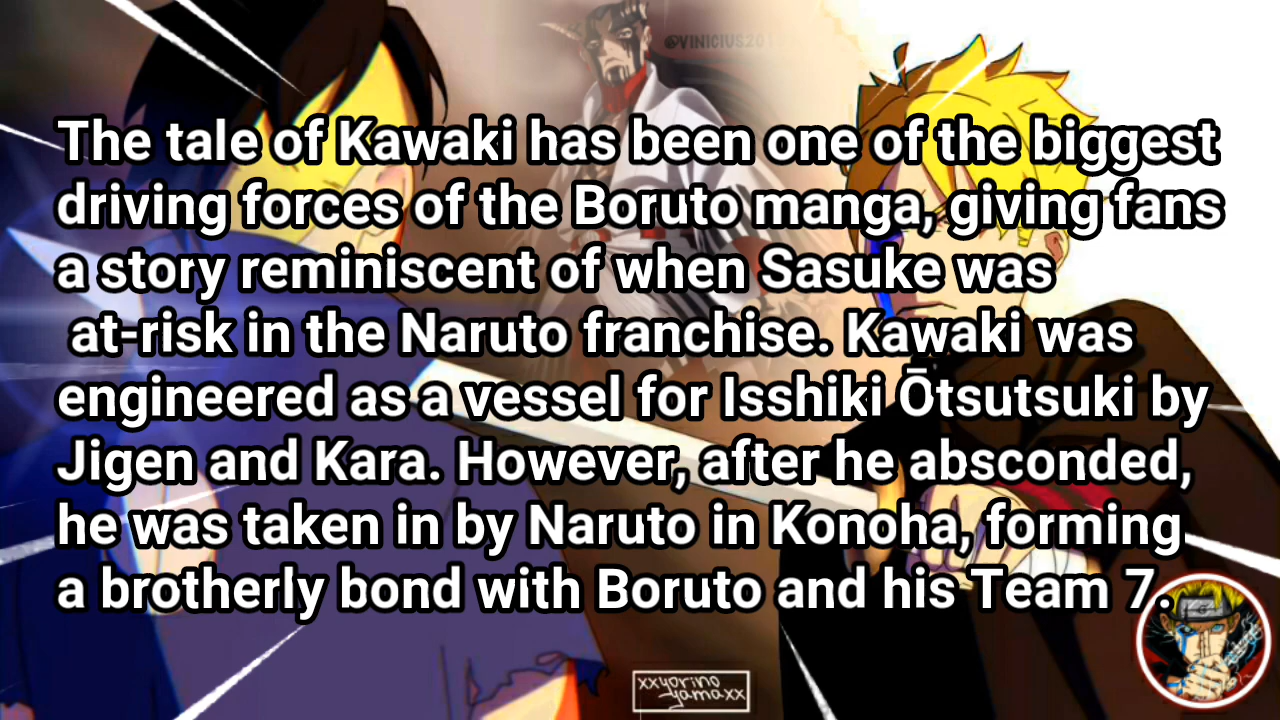 @VINICIUS201
The tale of Kawaki has been one of the biggest
driving forces of the Boruto manga, giving fans
a story reminiscent of when Sasuke was
at-risk in the Naruto franchise. Kawaki was
engineered as a vessel for Isshiki Ōtsutsuki by
Jigen and Kara. However, after he absconded,
he was taken in by Naruto in Konoha, forming
a brotherly bond with Boruto and his Team 7.
xxyorino
yamaxx